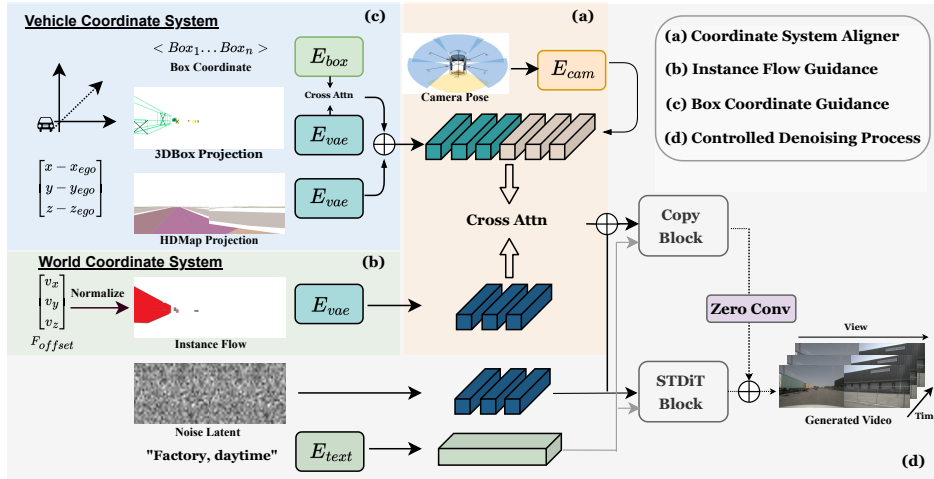 Vehicle Coordinate System
(c)
(a)
< Box1 . . . Boxn >
Box Coordinate
Ebox
Cross Attn
Evae
3DBox Projection
x − xego
y − yego
z − zego
Evae
HDMap Projection
Camera Pose
Ecam
Cross Attn
(a) Coordinate System Aligner
(b) Instance Flow Guidance
(c) Box Coordinate Guidance
(d) Controlled Denoising Process
World Coordinate System
(b)
vx
vy
vz
Foffset
Normalize
Instance Flow
Evae
Copy
Block
Zero Conv
View
Noise Latent
STDiT
Block
Generated Video
Tim
"Factory, daytime"
Etext
(d)